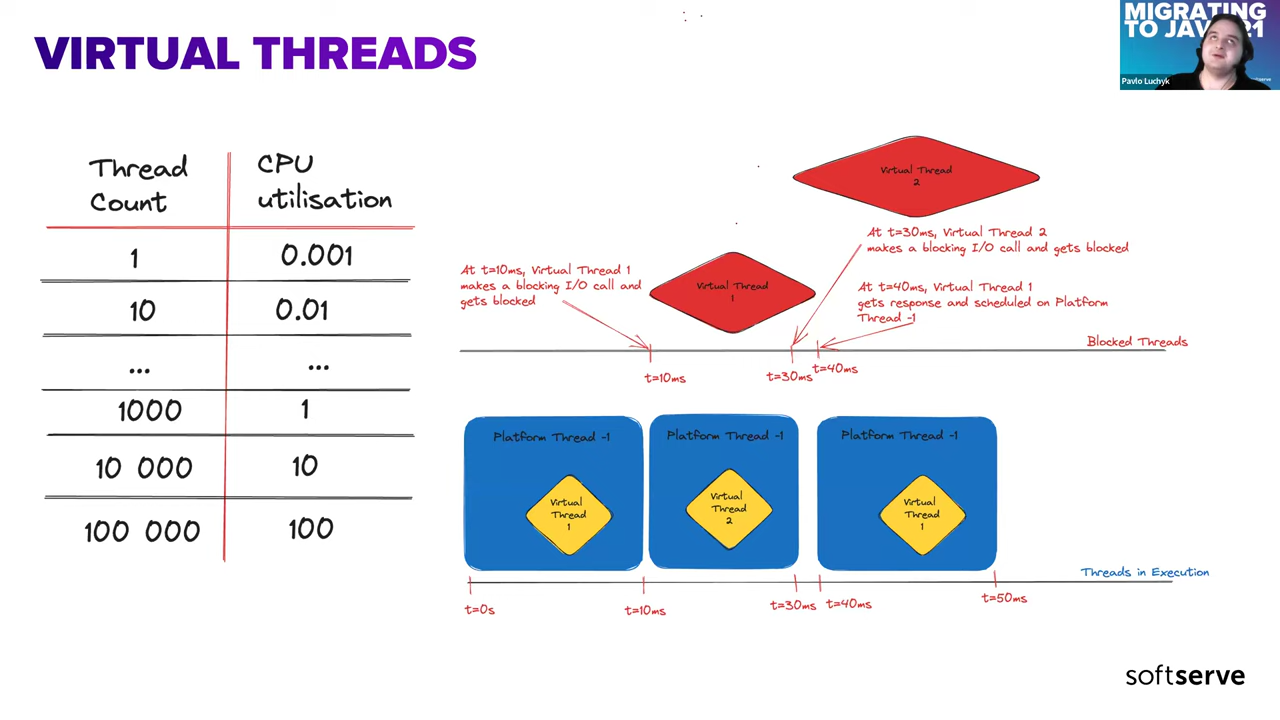 VIRTUAL THREADS
MIGRATING
TO JAVA 21
Pavlo Luchyk
Thread
Count
CPU
utilisation
1
0.001
10
0.01
...
...
1000
1
10 000
10
100 000
100
Virtual Thread
2
At t=30ms, Virtual Thread 2
makes a blocking I/O call and gets blocked
At t=10ms, Virtual Thread 1
makes a blocking I/O call and
gets blocked
Virtual Thread
1
At t=40ms, Virtual Thread 1
gets response and scheduled on Platform
Thread -1
Blocked Threads
t=10ms
t=30ms
t=40ms
Platform Thread -1
Virtual
Thread
1
Platform Thread -1
Virtual
Thread
2
Platform Thread -1
Virtual
Thread
1
Threads in Execution
t=0s
t=10ms
t=30ms
t=40ms
t=50ms
softserve